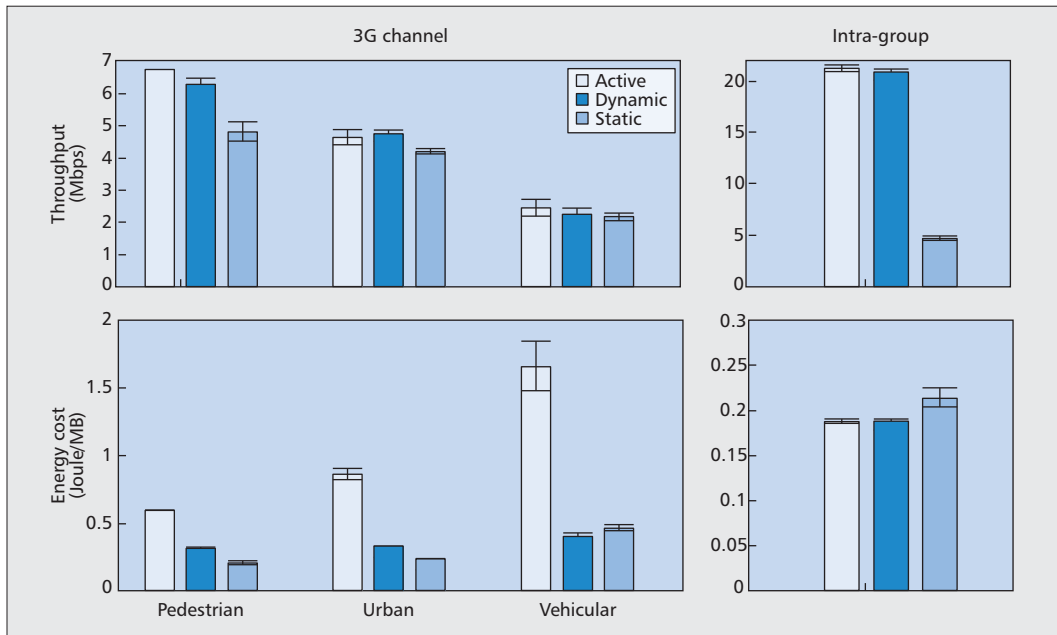 3G channel
Intra-group
Throughput
(Mbps)
7
6
5
4
3
2
1
0
Active
Dynamic
Static
20
15
10
5
0
Energy cost
(Joule/MB)
2
1.5
1
0.5
0
Pedestrian
Urban
Vehicular
0.3
0.25
0.2
0.15
0.1
0.05
0